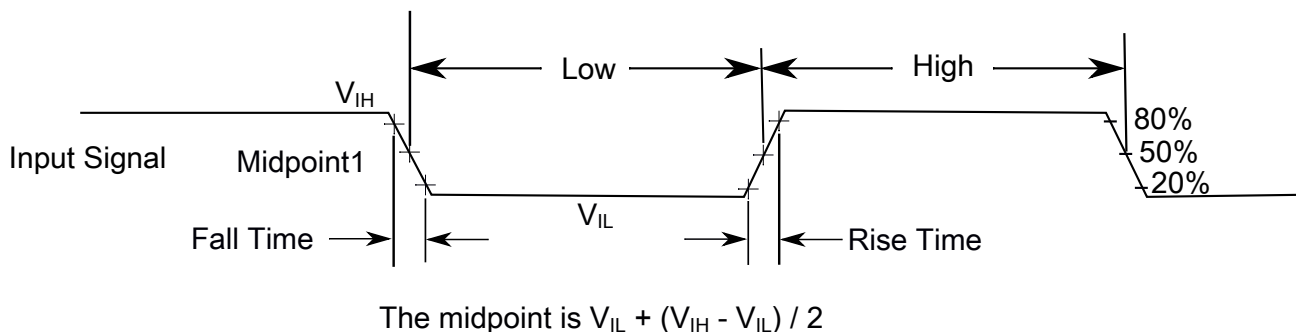 Low
High
V_IH
80%
Input Signal
Midpoint1
50%
20%
V_IL
Fall Time
Rise Time
The midpoint is V_IL + (V_IH - V_IL) / 2